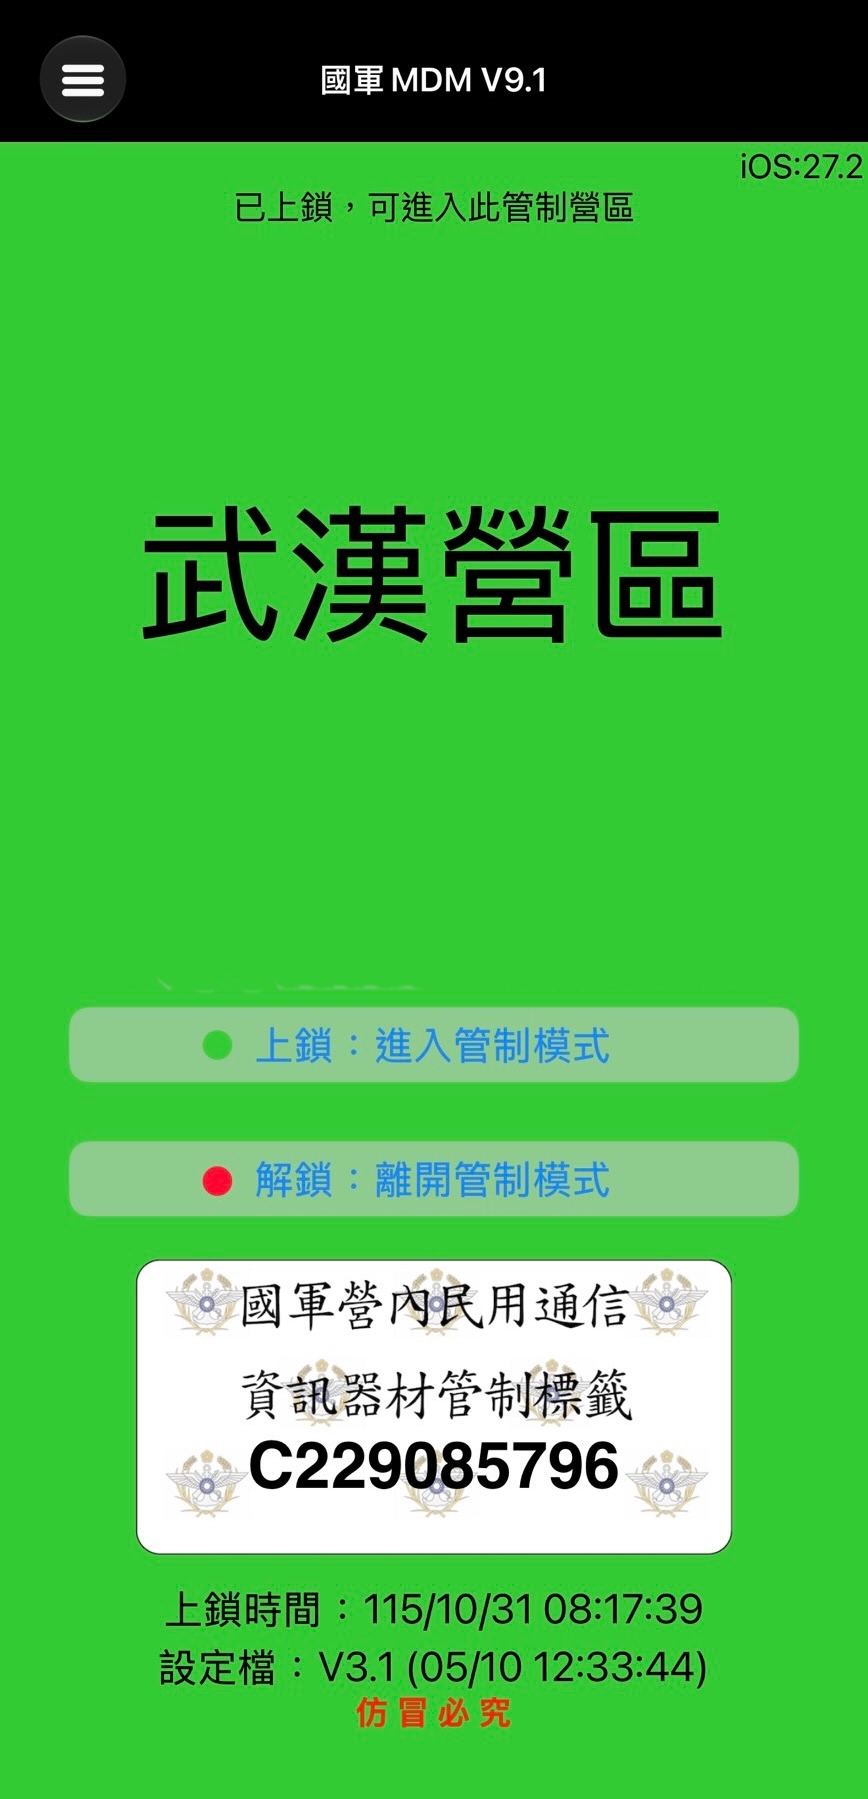 國軍 MDM V9.1
iOS:27.2
已上鎖，可進入此管制營區
武漢營區
上鎖：進入管制模式
解鎖：離開管制模式
國軍營內民用通信
資訊器材管制標籤
C229085796
上鎖時間：115/10/31 08:17:39
設定檔：V3.1 (05/10 12:33:44)
仿冒必究